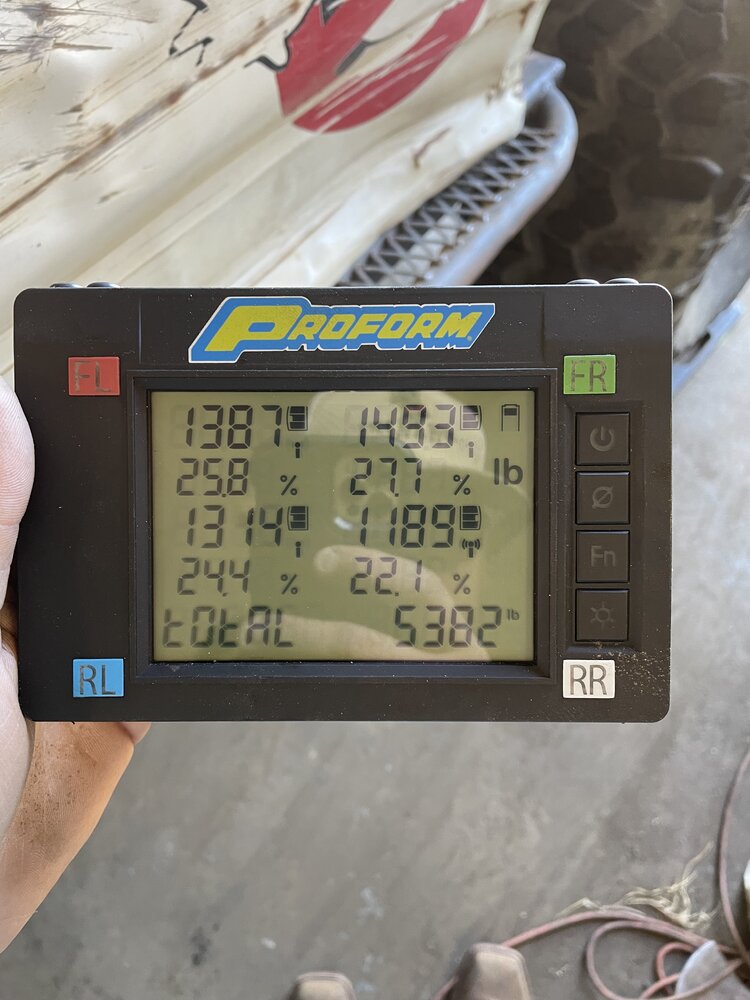 PROFORM
FL FR
1387 1493
25.8 % 27.7 % lb
1314 1189
24.4 % 22.1 %
Fn
tOtAL 5382 lb
RL RR